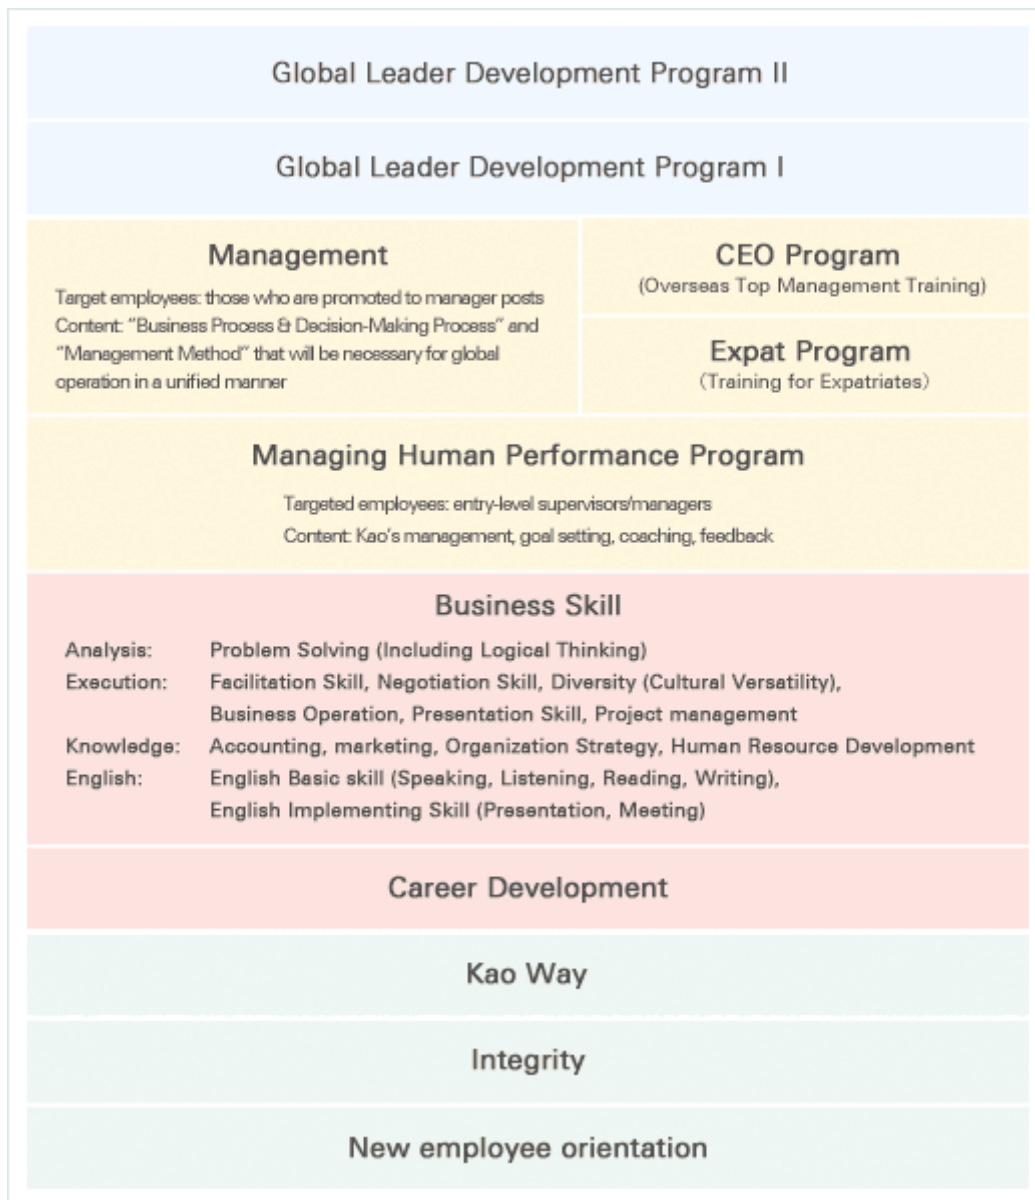 Global Leader Development Program II
Global Leader Development Program I
Management
Target employees: those who are promoted to manager posts
Content: “Business Process & Decision-Making Process” and
“Management Method” that will be necessary for global
operation in a unified manner
CEO Program
(Overseas Top Management Training)
Expat Program
(Training for Expatriates)
Managing Human Performance Program
Targeted employees: entry-level supervisors/managers
Content: Kao's management, goal setting, coaching, feedback
Business Skill
Analysis: Problem Solving (Including Logical Thinking)
Execution: Facilitation Skill, Negotiation Skill, Diversity (Cultural Versatility),
Business Operation, Presentation Skill, Project management
Knowledge: Accounting, marketing, Organization Strategy, Human Resource Development
English: English Basic skill (Speaking, Listening, Reading, Writing),
English Implementing Skill (Presentation, Meeting)
Career Development
Kao Way
Integrity
New employee orientation